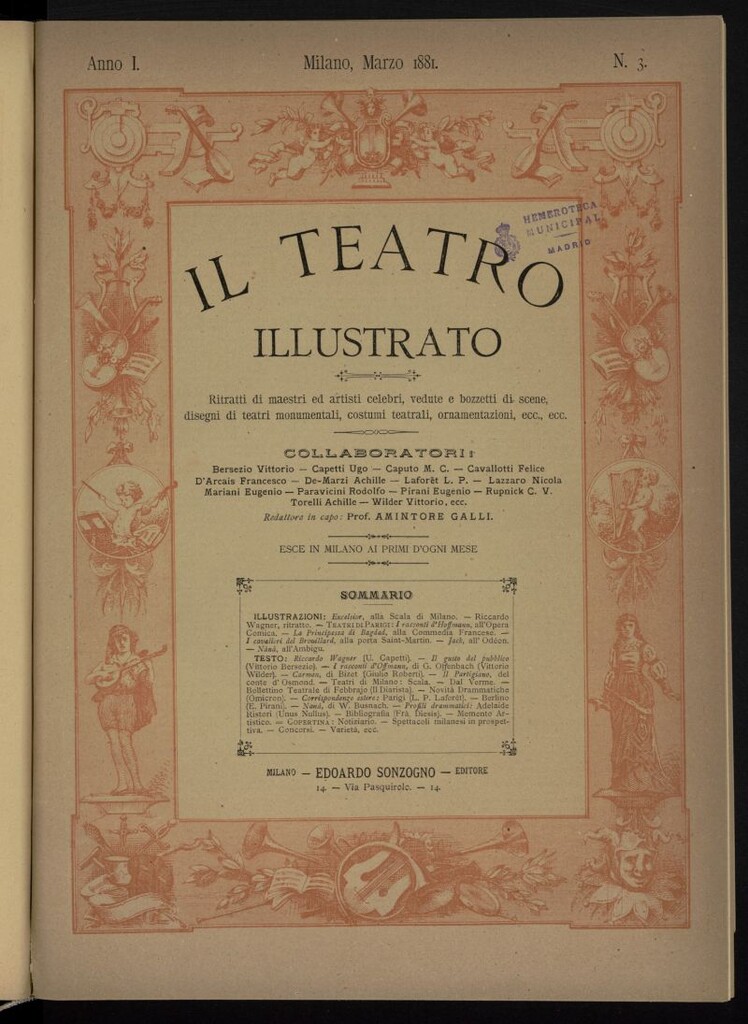 Anno I. Milano, Marzo 1881. N. 3.
HEMEROTECA
MUNICIPAL
MADRID
IL TEATRO
ILLUSTRATO
Ritratti di maestri ed artisti celebri, vedute e bozzetti di scene,
disegni di teatri monumentali, costumi teatrali, ornamentazioni, ecc., ecc.
COLLABORATORI:
Bersezio Vittorio — Capetti Ugo — Caputo M. C. — Cavallotti Felice
D'Arcais Francesco — De-Marzi Achille — Laforêt L. P. — Lazzaro Nicola
Mariani Eugenio — Paravicini Rodolfo — Pirani Eugenio — Rupnick C. V.
Torelli Achille — Wilder Vittorio, ecc.
Redattore in capo: Prof. AMINTORE GALLI.
ESCE IN MILANO AI PRIMI D'OGNI MESE
SOMMARIO
ILLUSTRAZIONI: Excelsior, alla Scala di Milano. — Riccardo
Wagner, ritratto. — TEATRI DI PARIGI: I racconti d'Hoffmann, all'Opera
Comica. — La Principessa di Bagdad, alla Commedia Francese. —
I cavalieri del Brouillard, alla porta Saint-Martin. — Jack, all'Odéon.
— Nanà, all'Ambigu.
TESTO: Riccardo Wagner (U. Capetti). — Il gusto del pubblico
(Vittorio Bersezio). — I racconti d'Offmann, di G. Offenbach (Vittorio
Wilder). — Carmen, di Bizet (Giulio Roberti). — Il Partigiano, del
conte d'Osmond. — Teatri di Milano: Scala. — Dal Verme. —
Bollettino Teatrale di Febbrajo (Il Diarista). — Novità Drammatiche
(Omicron). — Corrispondenze estere: Parigi (L. P. Laforêt). — Berlino
(E. Pirani). — Nanà, di W. Busnach. — Profili drammatici: Adelaide
Ristori (Unus Nullus). — Bibliografia (Frà Diesis). — Memento Ar-
tistico. — COPERTINA: Notiziario. — Spettacoli milanesi in prospet-
tiva. — Concorsi. — Varietà, ecc.
MILANO — EDOARDO SONZOGNO — EDITORE
14. — Via Pasquirolo. — 14.